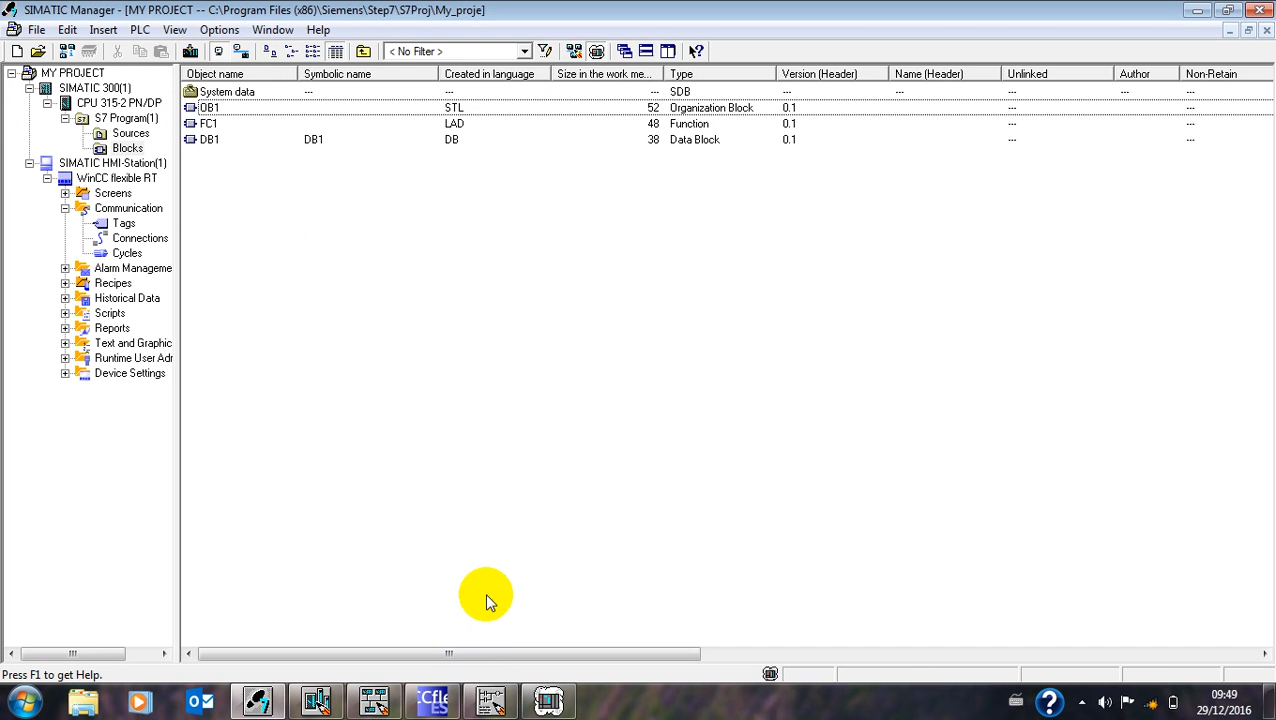 SIMATIC Manager - [MY PROJECT -- C:\Program Files (x86)\Siemens\Step7\S7Proj\My_proje]
File Edit Insert PLC View Options Window Help
< No Filter >
MY PROJECT
SIMATIC 300(1)
CPU 315-2 PN/DP
S7 Program(1)
Sources
Blocks
SIMATIC HMI-Station(1)
WinCC flexible RT
Screens
Communication
Tags
Connections
Cycles
Alarm Manageme
Recipes
Historical Data
Scripts
Reports
Text and Graphic
Runtime User Adr
Device Settings
Object name Symbolic name Created in language Size in the work me... Type Version (Header) Name (Header) Unlinked Author Non-Retain
System data --- --- --- SDB --- --- --- --- ---
OB1 STL 52 Organization Block 0.1 --- ---
FC1 LAD 48 Function 0.1 --- ---
DB1 DB1 DB 38 Data Block 0.1 --- ---
Press F1 to get Help.
Cfle
ES
09:49
29/12/2016